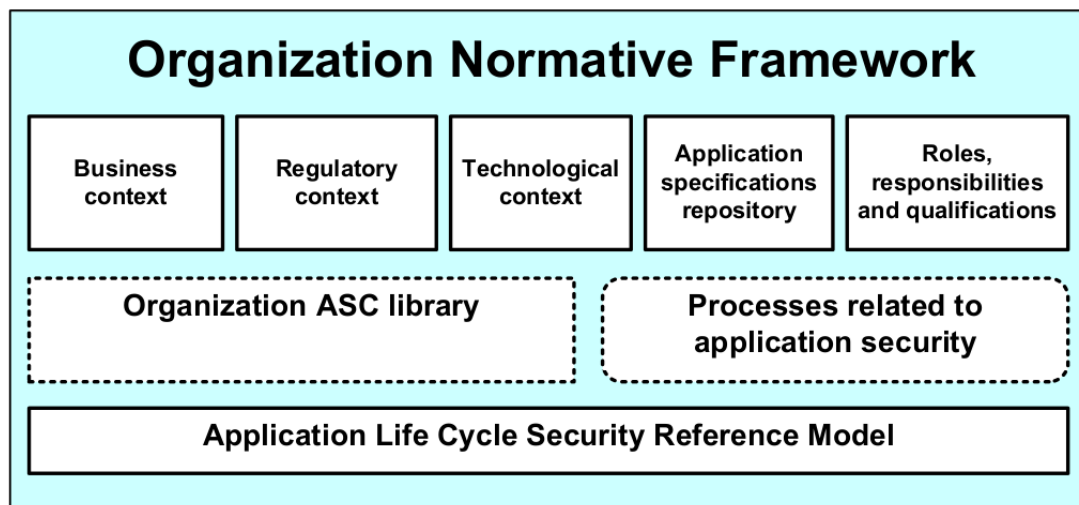 Organization Normative Framework
Business
context
Regulatory
context
Technological
context
Application
specifications
repository
Roles,
responsibilities
and qualifications
Organization ASC library
Processes related to
application security
Application Life Cycle Security Reference Model